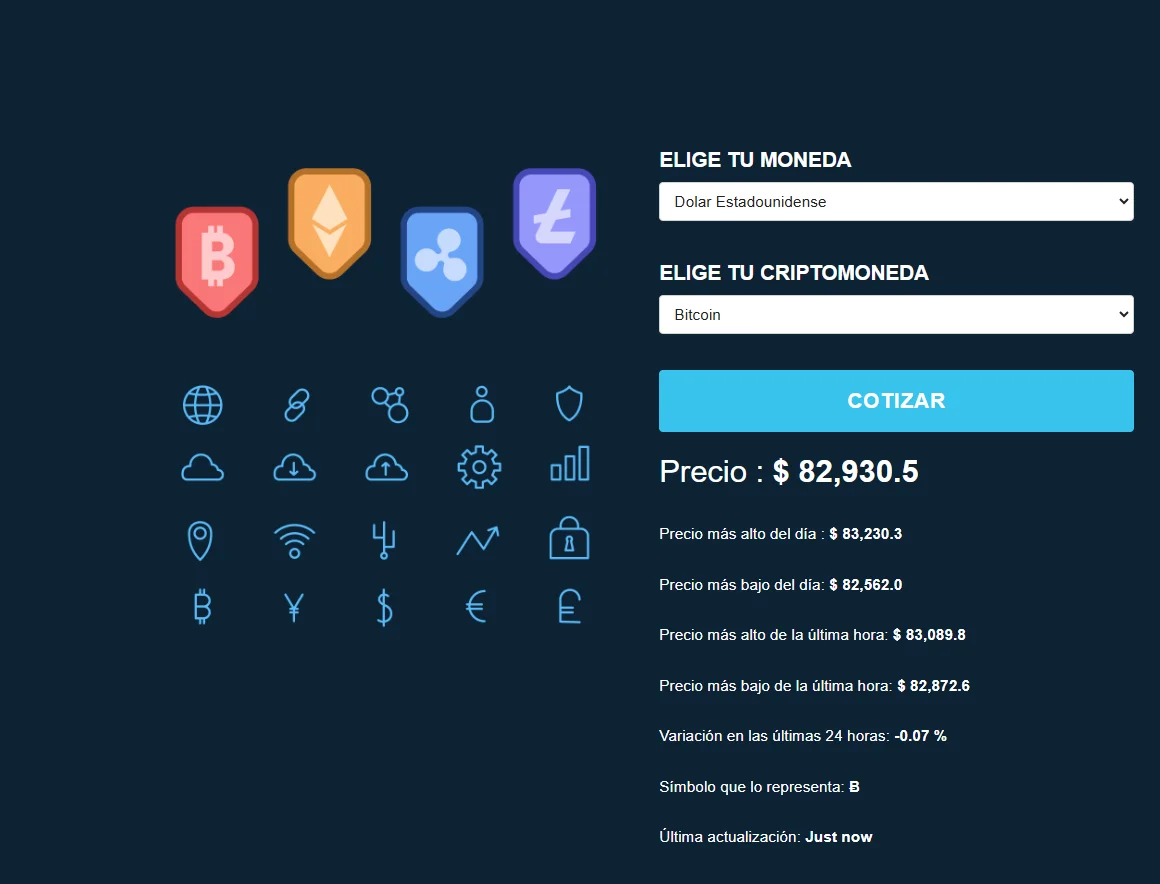 ELIGE TU MONEDA
Dolar Estadounidense
ELIGE TU CRIPTOMONEDA
Bitcoin
COTIZAR
Precio : $ 82,930.5
Precio más alto del día : $ 83,230.3
Precio más bajo del día: $ 82,562.0
Precio más alto de la última hora: $ 83,089.8
Precio más bajo de la última hora: $ 82,872.6
Variación en las últimas 24 horas: -0.07 %
Símbolo que lo representa: Ƀ
Última actualización: Just now